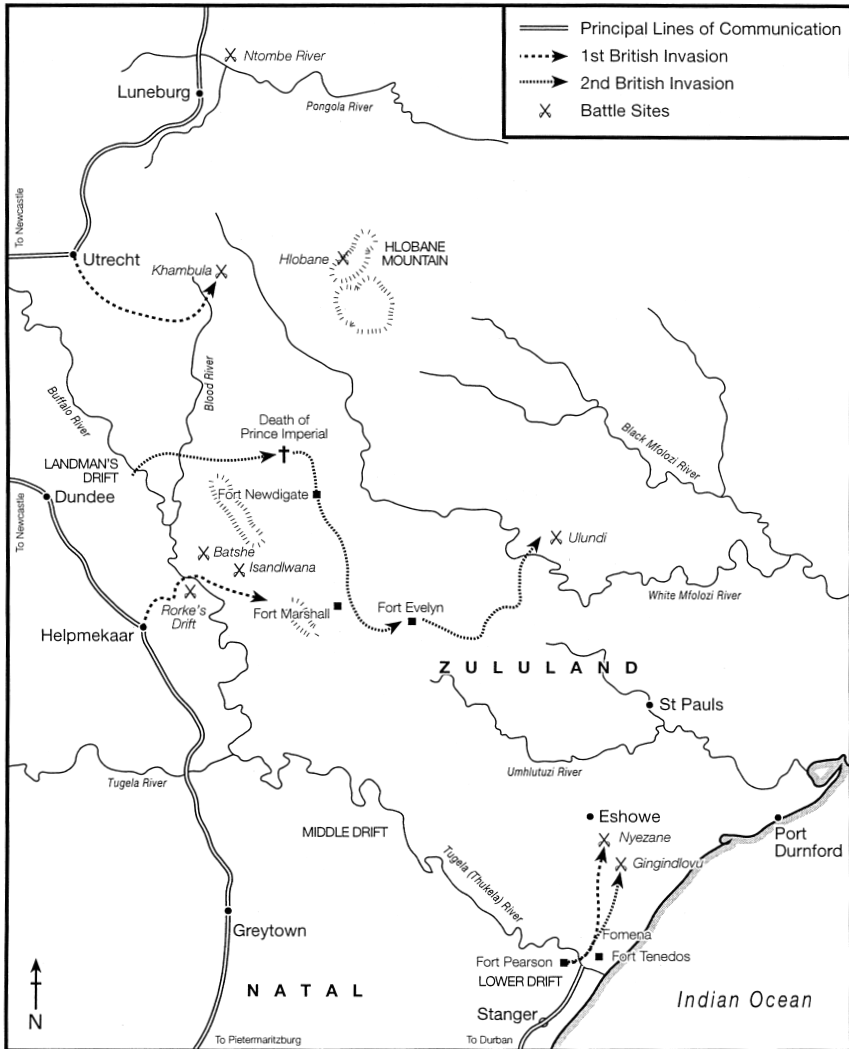 Principal Lines of Communication
1st British Invasion
2nd British Invasion
Battle Sites
Ntombe River
Luneburg
Pongola River
To Newcastle
Utrecht
Khambula
Hlobane
HLOBANE
MOUNTAIN
Buffalo River
Blood River
Black Mfolozi River
Death of
Prince Imperial
LANDMAN'S
DRIFT
Dundee
To Newcastle
Fort Newdigate
Batshe
Isandlwana
Ulundi
White Mfolozi River
Rorke's
Drift
Fort Marshall
Fort Evelyn
Helpmekaar
ZULULAND
St Pauls
Umhlutuzi River
Tugela River
MIDDLE DRIFT
Tugela (Thukela) River
Eshowe
Nyezane
Gingindlovu
Port
Durnford
Greytown
Fomena
Fort Pearson
Fort Tenedos
LOWER DRIFT
NATAL
Stanger
Indian Ocean
N
To Pietermaritzburg
To Durban